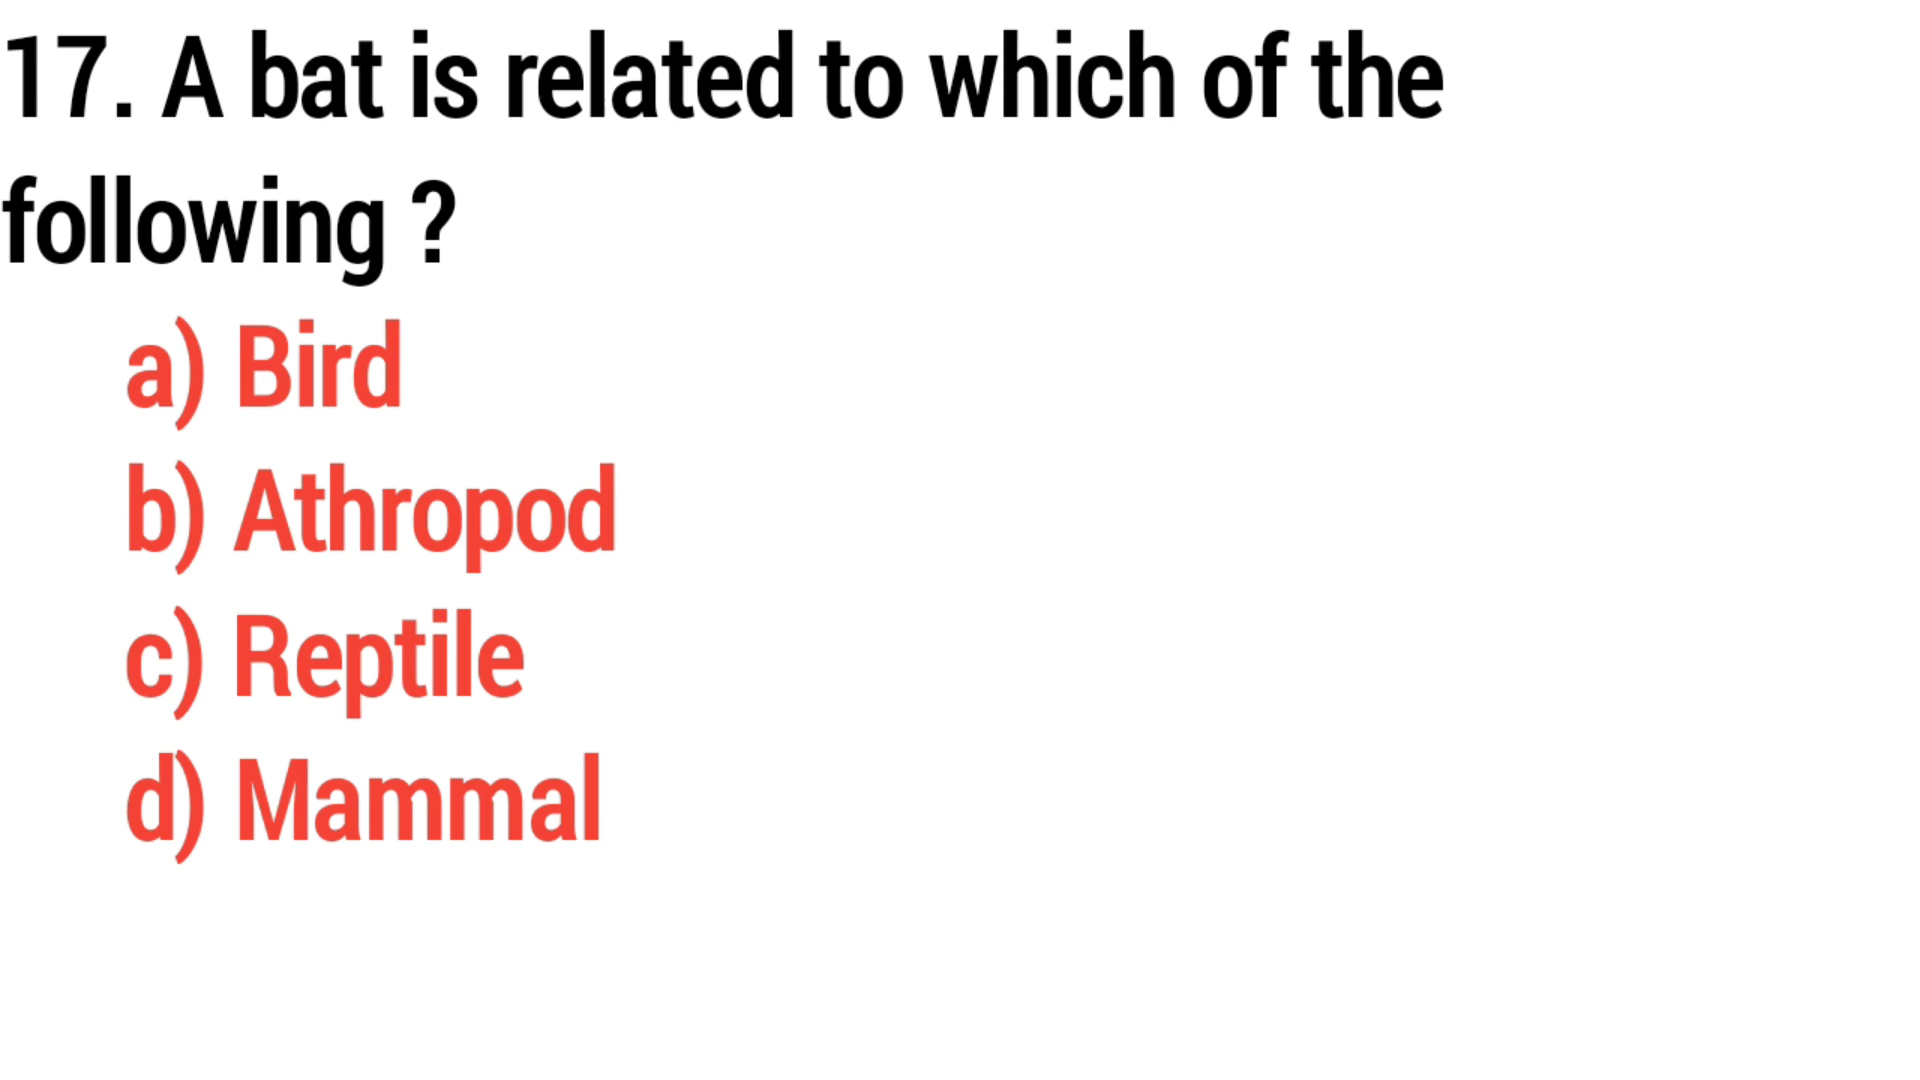 17. A bat is related to which of the
following ?
a) Bird
b) Athropod
c) Reptile
d) Mammal